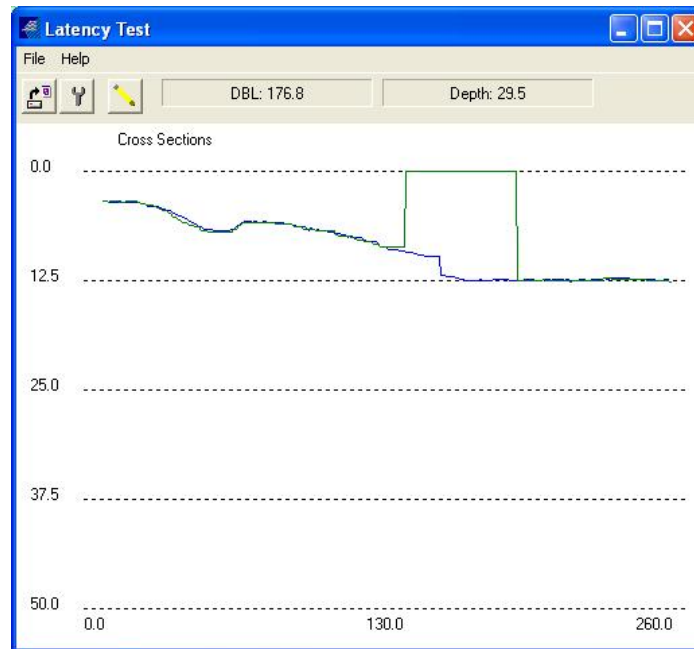 Latency Test
File Help
DBL: 176.8 Depth: 29.5
Cross Sections
0.0
12.5
25.0
37.5
50.0
0.0 130.0 260.0